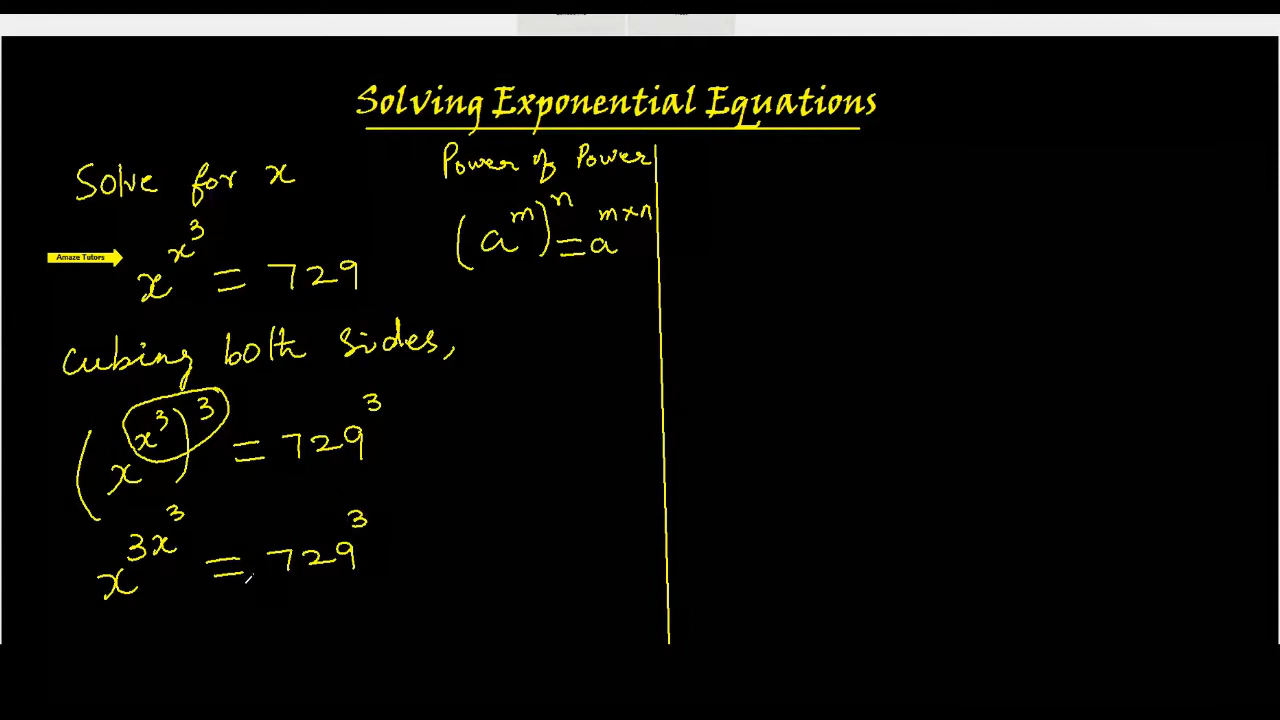 Solving Exponential Equations
Solve for x
Amaze Tutors
x^{x^3} = 729
Cubing both sides,
(x^{x^3})^3 = 729^3
x^{3x^3} = 729^3
Power of Power
(a^m)^n = a^{m×n}